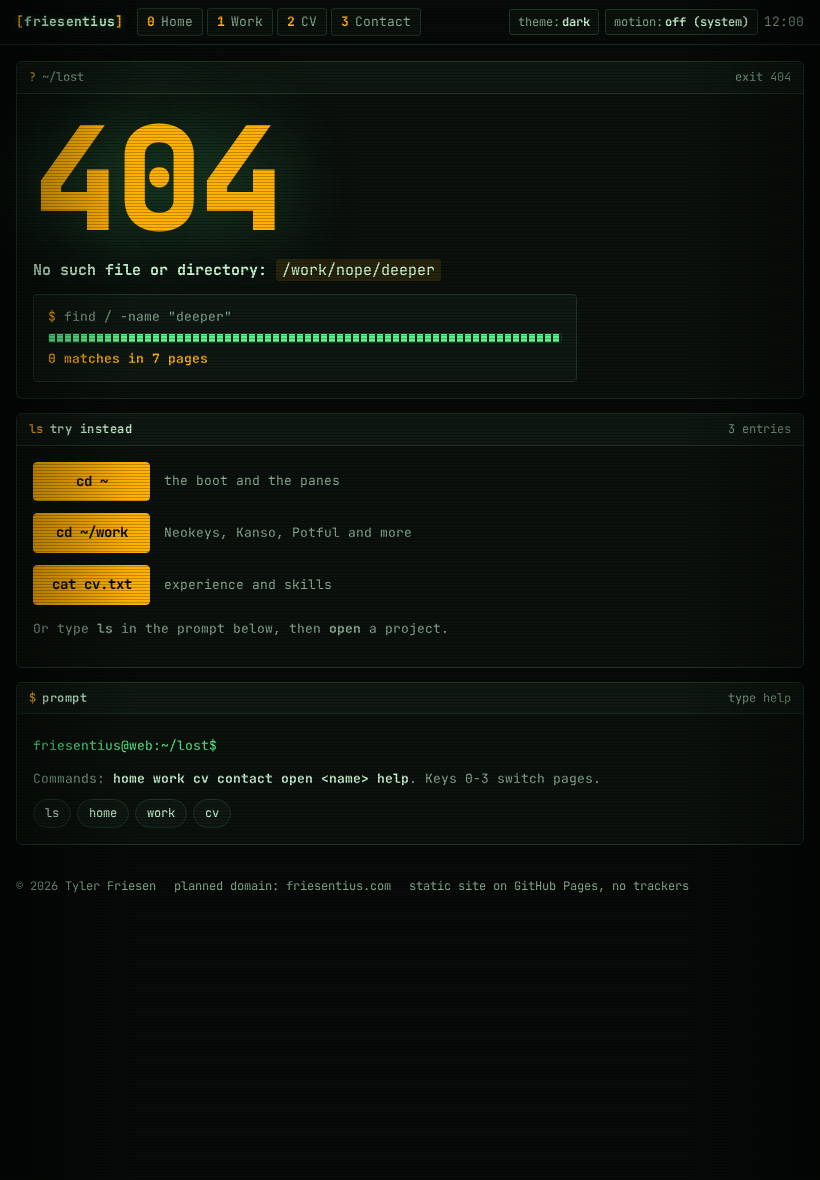 [friesentius] 0 Home 1 Work 2 CV 3 Contact theme: dark motion: off (system) 12:00
? ~/lost exit 404
404
No such file or directory: /work/nope/deeper
$ find / -name "deeper"
0 matches in 7 pages
ls try instead 3 entries
cd ~ the boot and the panes
cd ~/work Neokeys, Kanso, Potful and more
cat cv.txt experience and skills
Or type ls in the prompt below, then open a project.
$ prompt type help
friesentius@web:~/lost$
Commands: home work cv contact open <name> help. Keys 0-3 switch pages.
ls home work cv
© 2026 Tyler Friesen planned domain: friesentius.com static site on GitHub Pages, no trackers